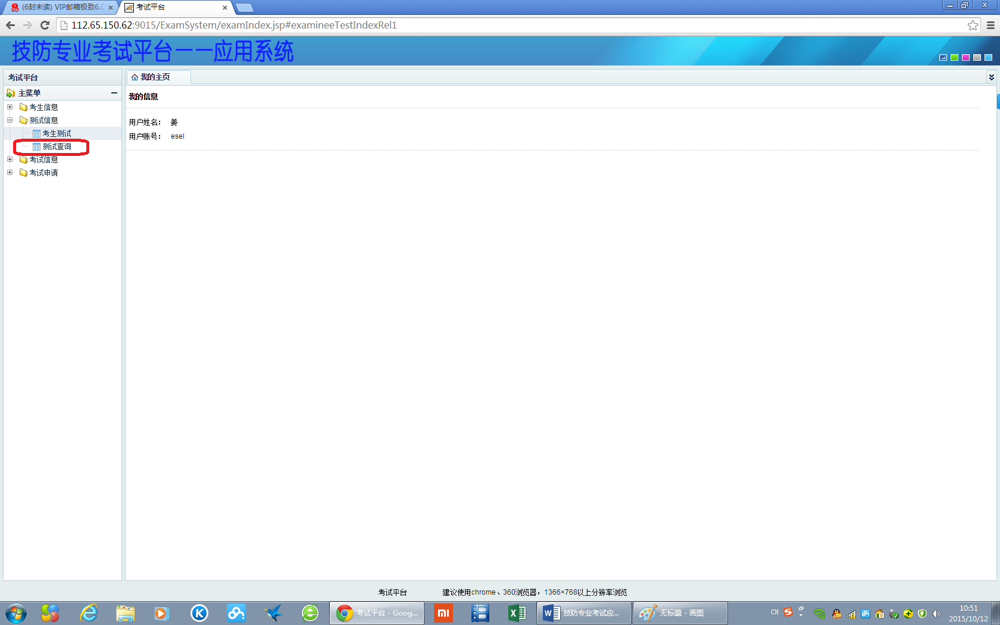 (6封未读) VIP邮箱极致6.0
考试平台
112.65.150.62:9015/ExamSystem/examIndex.jsp#examineeTestIndexRel1
技防专业考试平台——应用系统
考试平台
我的主页
主菜单
我的信息
考生信息
测试信息
用户姓名： 姜
考生测试
用户账号： esel
测试查询
考试信息
考试申请
考试平台 建议使用chrome、360浏览器，1366×768以上分辨率浏览
考试平台 - Goog...
技防专业考试应...
无标题 - 画图
CH
10:51
2015/10/12